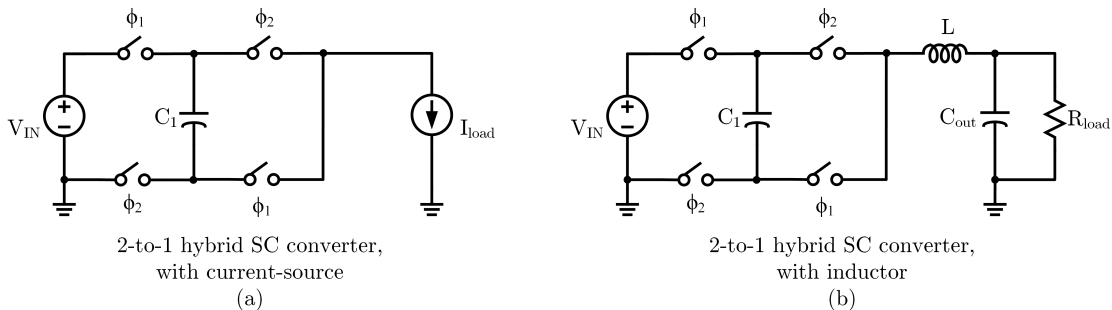 ϕ₁
ϕ₂
V_IN
C₁
I_load
ϕ₂
ϕ₁
2-to-1 hybrid SC converter,
with current-source
(a)
ϕ₁
ϕ₂
L
V_IN
C₁
C_out
R_load
ϕ₂
ϕ₁
2-to-1 hybrid SC converter,
with inductor
(b)